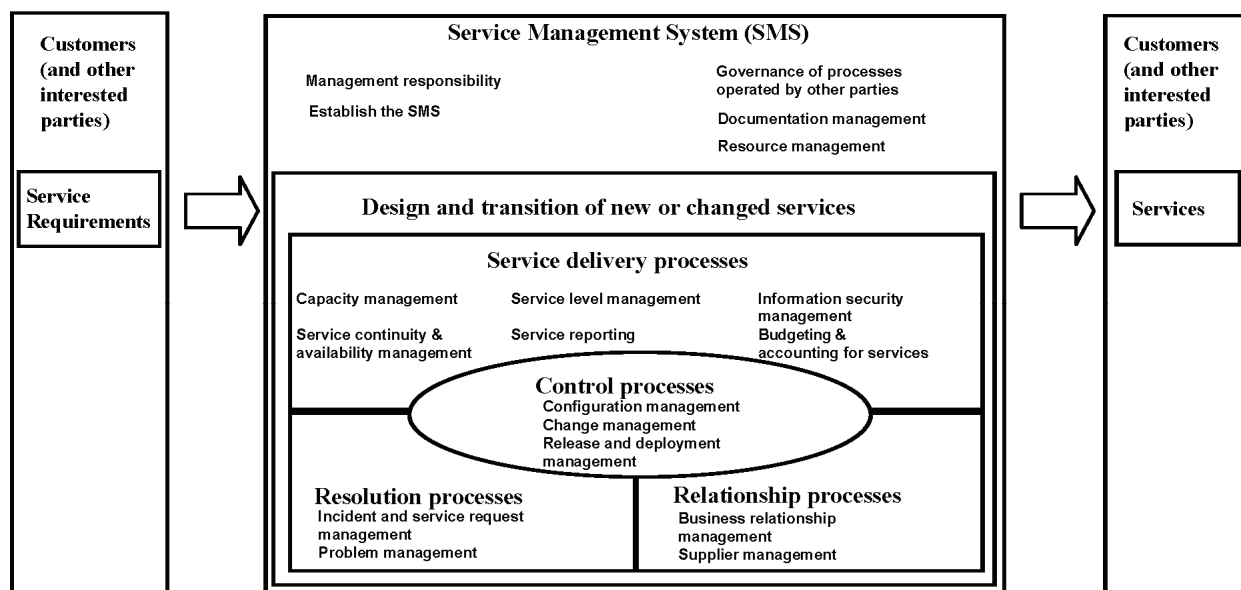 Customers
(and other
interested
parties)
Service
Requirements
Service Management System (SMS)
Management responsibility
Establish the SMS
Governance of processes
operated by other parties
Documentation management
Resource management
Design and transition of new or changed services
Service delivery processes
Capacity management
Service continuity &
availability management
Service level management
Service reporting
Information security
management
Budgeting &
accounting for services
Control processes
Configuration management
Change management
Release and deployment
management
Resolution processes
Incident and service request
management
Problem management
Relationship processes
Business relationship
management
Supplier management
Customers
(and other
interested
parties)
Services